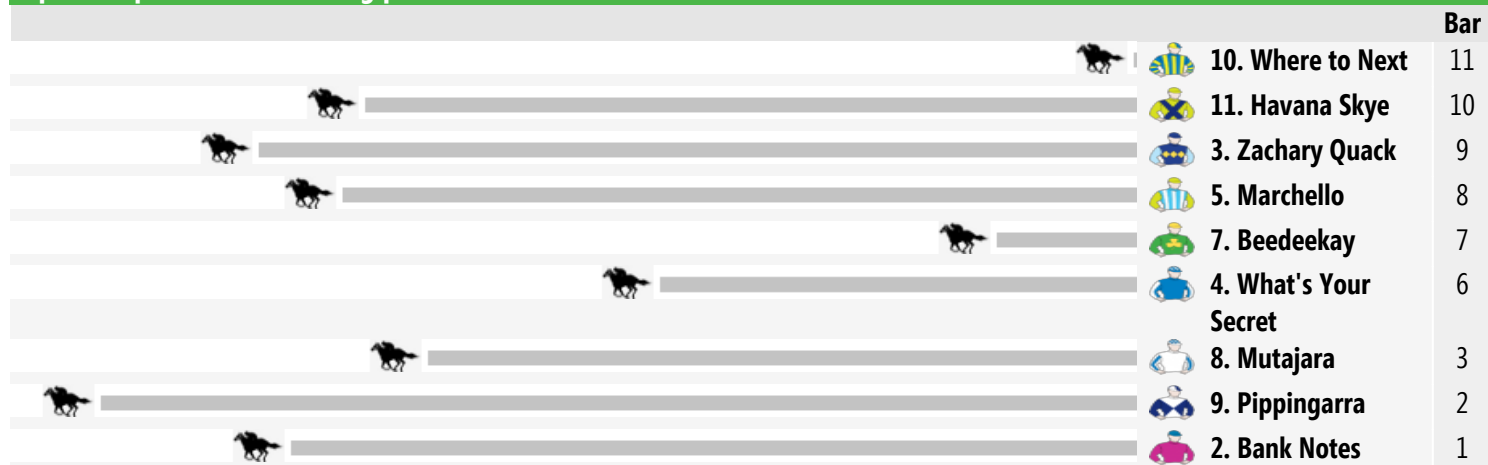 Bar
10. Where to Next 11
11. Havana Skye 10
3. Zachary Quack 9
5. Marchello 8
7. Beedeekay 7
4. What's Your 6
Secret
8. Mutajara 3
9. Pippingarra 2
2. Bank Notes 1